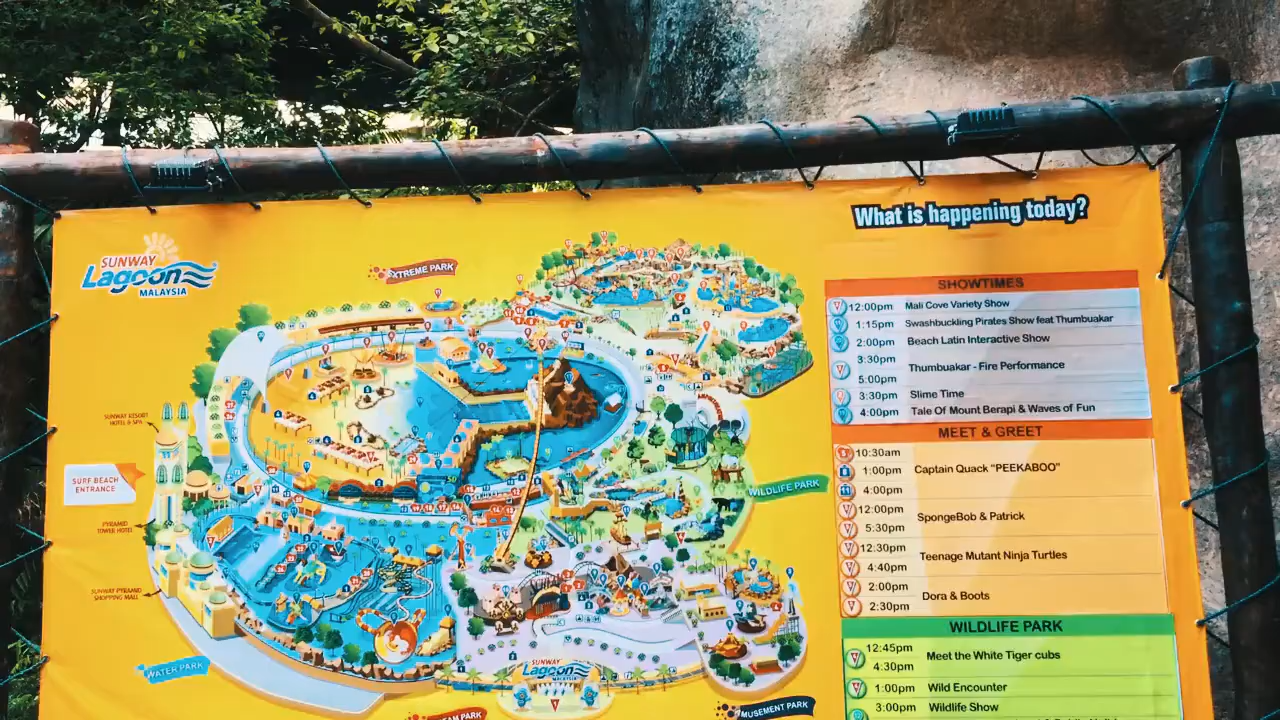 What is happening today?
SUNWAY
Lagoon
MALAYSIA
EXTREME PARK
SUNWAY RESORT
HOTEL & SPA
SURF BEACH
ENTRANCE
PYRAMID
TOWER HOTEL
SUNWAY PYRAMID
SHOPPING MALL
WATER PARK
WILDLIFE PARK
SUNWAY
Lagoon
MALAYSIA
PARK
MUSEMENT PARK
SHOWTIMES
12:00pm Mali Cove Variety Show
1:15pm Swashbuckling Pirates Show feat Thumbuakar
2:00pm Beach Latin Interactive Show
3:30pm
Thumbuakar - Fire Performance
5:00pm
3:30pm Slime Time
4:00pm Tale Of Mount Berapi & Waves of Fun
MEET & GREET
10:30am
1:00pm Captain Quack "PEEKABOO"
4:00pm
12:00pm
SpongeBob & Patrick
5:30pm
12:30pm
Teenage Mutant Ninja Turtles
4:40pm
2:00pm
Dora & Boots
2:30pm
WILDLIFE PARK
12:45pm
Meet the White Tiger cubs
4:30pm
1:00pm Wild Encounter
3:00pm Wildlife Show